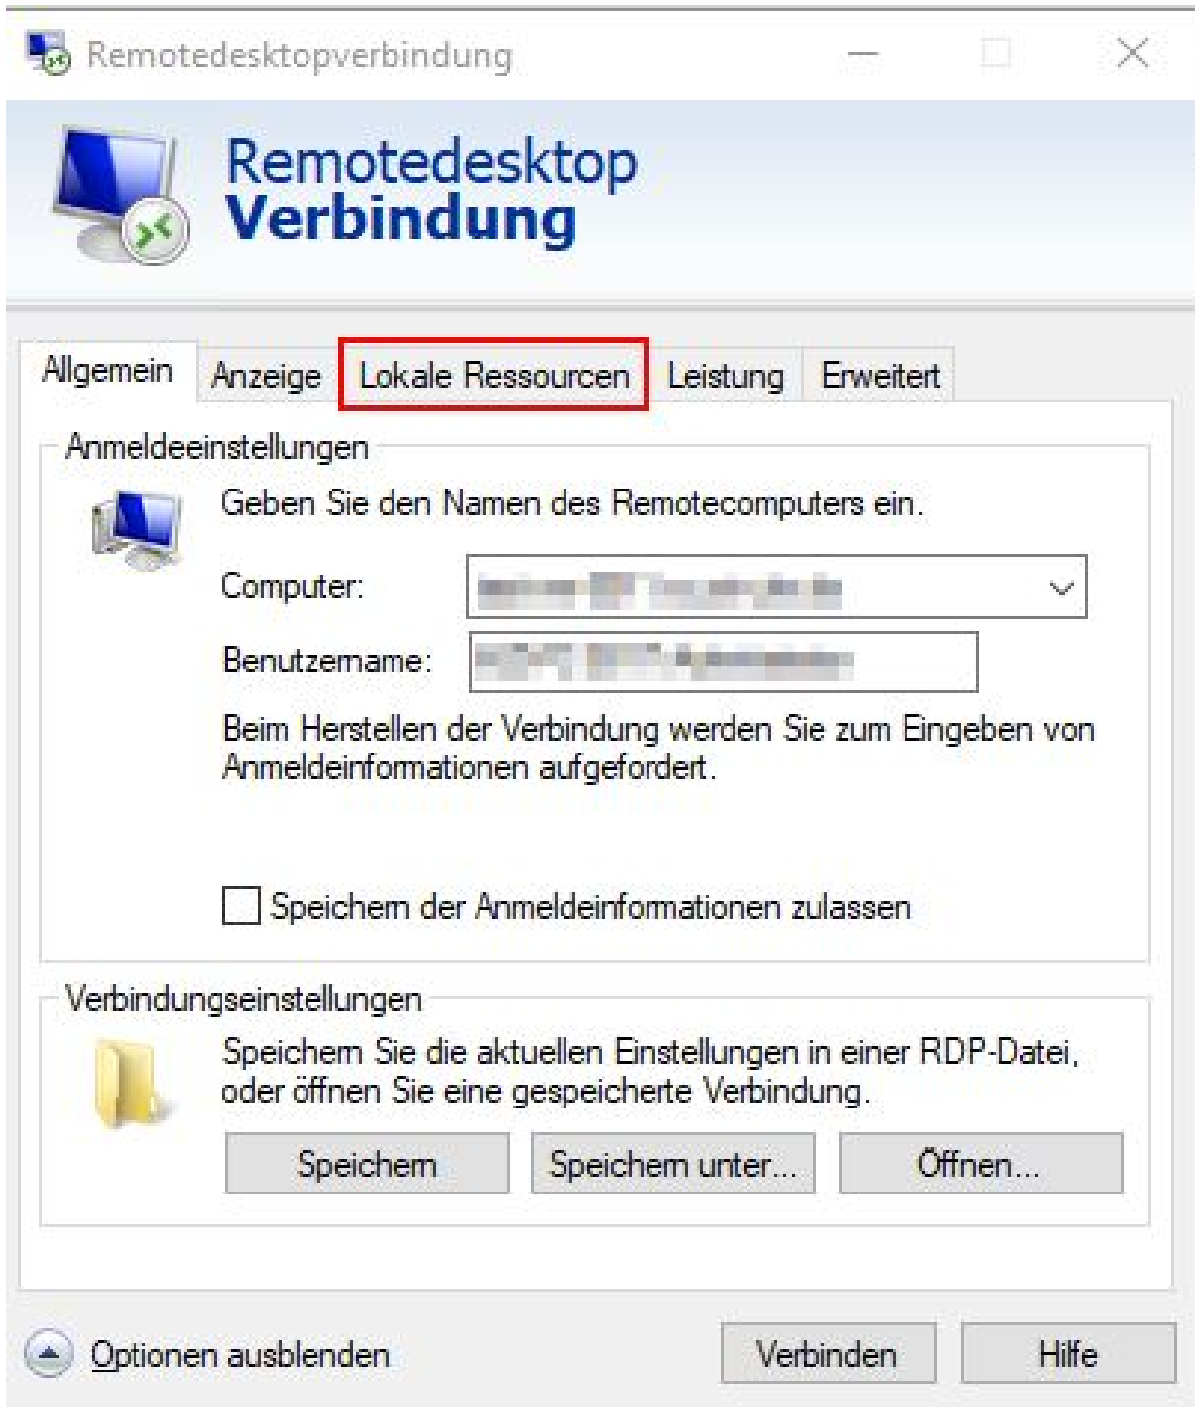 Remotedesktopverbindung
Remotedesktop
Verbindung
Allgemein Anzeige Lokale Ressourcen Leistung Erweitert
Anmeldeeinstellungen
Geben Sie den Namen des Remotecomputers ein.
Computer:
Benutzername:
Beim Herstellen der Verbindung werden Sie zum Eingeben von
Anmeldeinformationen aufgefordert.
Speichern der Anmeldeinformationen zulassen
Verbindungseinstellungen
Speichern Sie die aktuellen Einstellungen in einer RDP-Datei,
oder öffnen Sie eine gespeicherte Verbindung.
Speichern Speichern unter... Öffnen...
Optionen ausblenden Verbinden Hilfe